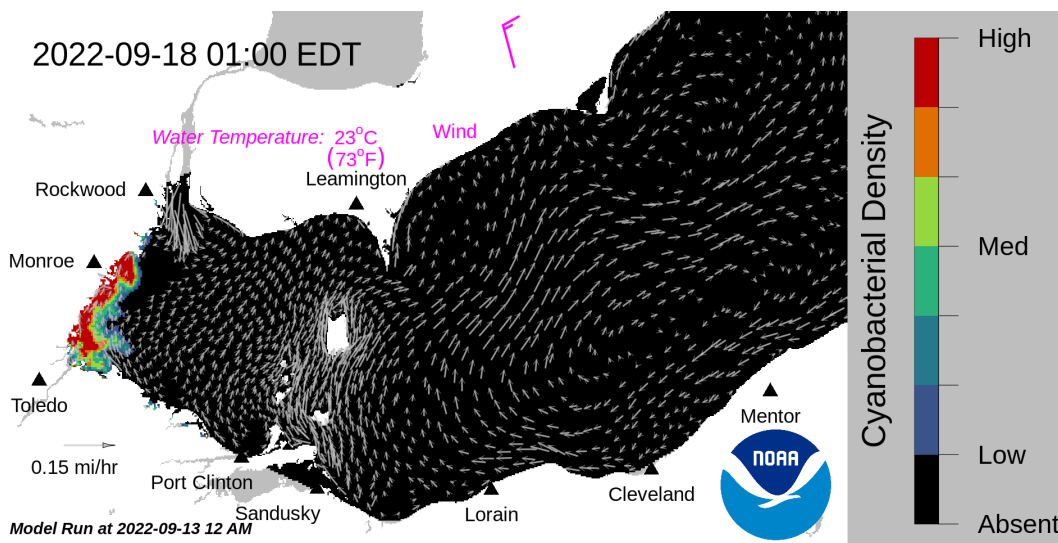 2022-09-18 01:00 EDT
Water Temperature: 23°C
(73°F)
Wind
Leamington
Rockwood
Monroe
Toledo
0.15 mi/hr
Port Clinton
Sandusky
Lorain
Cleveland
Mentor
NOAA
Model Run at 2022-09-13 12 AM
Cyanobacterial Density
High
Med
Low
Absent